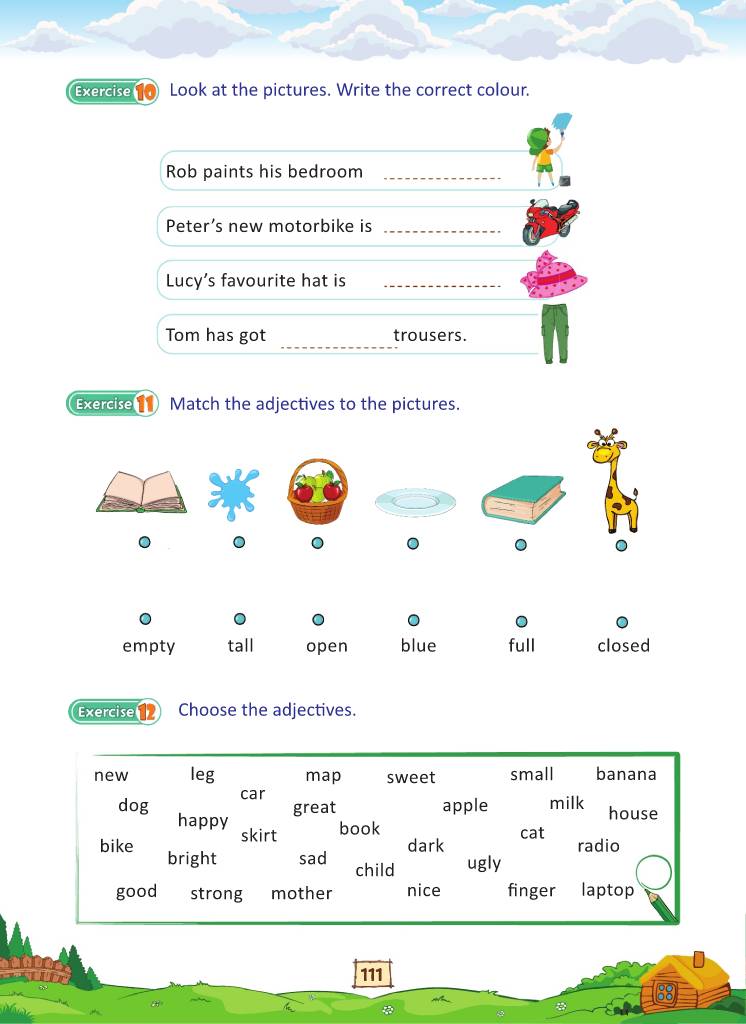 Exercise 10 Look at the pictures. Write the correct colour.
Rob paints his bedroom _ _ _ _ _ _ _ _ _ _ _ _
Peter’s new motorbike is _ _ _ _ _ _ _ _ _ _ _ _
Lucy’s favourite hat is _ _ _ _ _ _ _ _ _ _ _ _
Tom has got _ _ _ _ _ _ _ _ _ _ _ _ trousers.
Exercise 11 Match the adjectives to the pictures.
empty tall open blue full closed
Exercise 12 Choose the adjectives.
new leg map sweet small banana
dog car great apple milk house
happy skirt book cat
bike dark radio
bright sad child ugly
good strong mother nice finger laptop
111